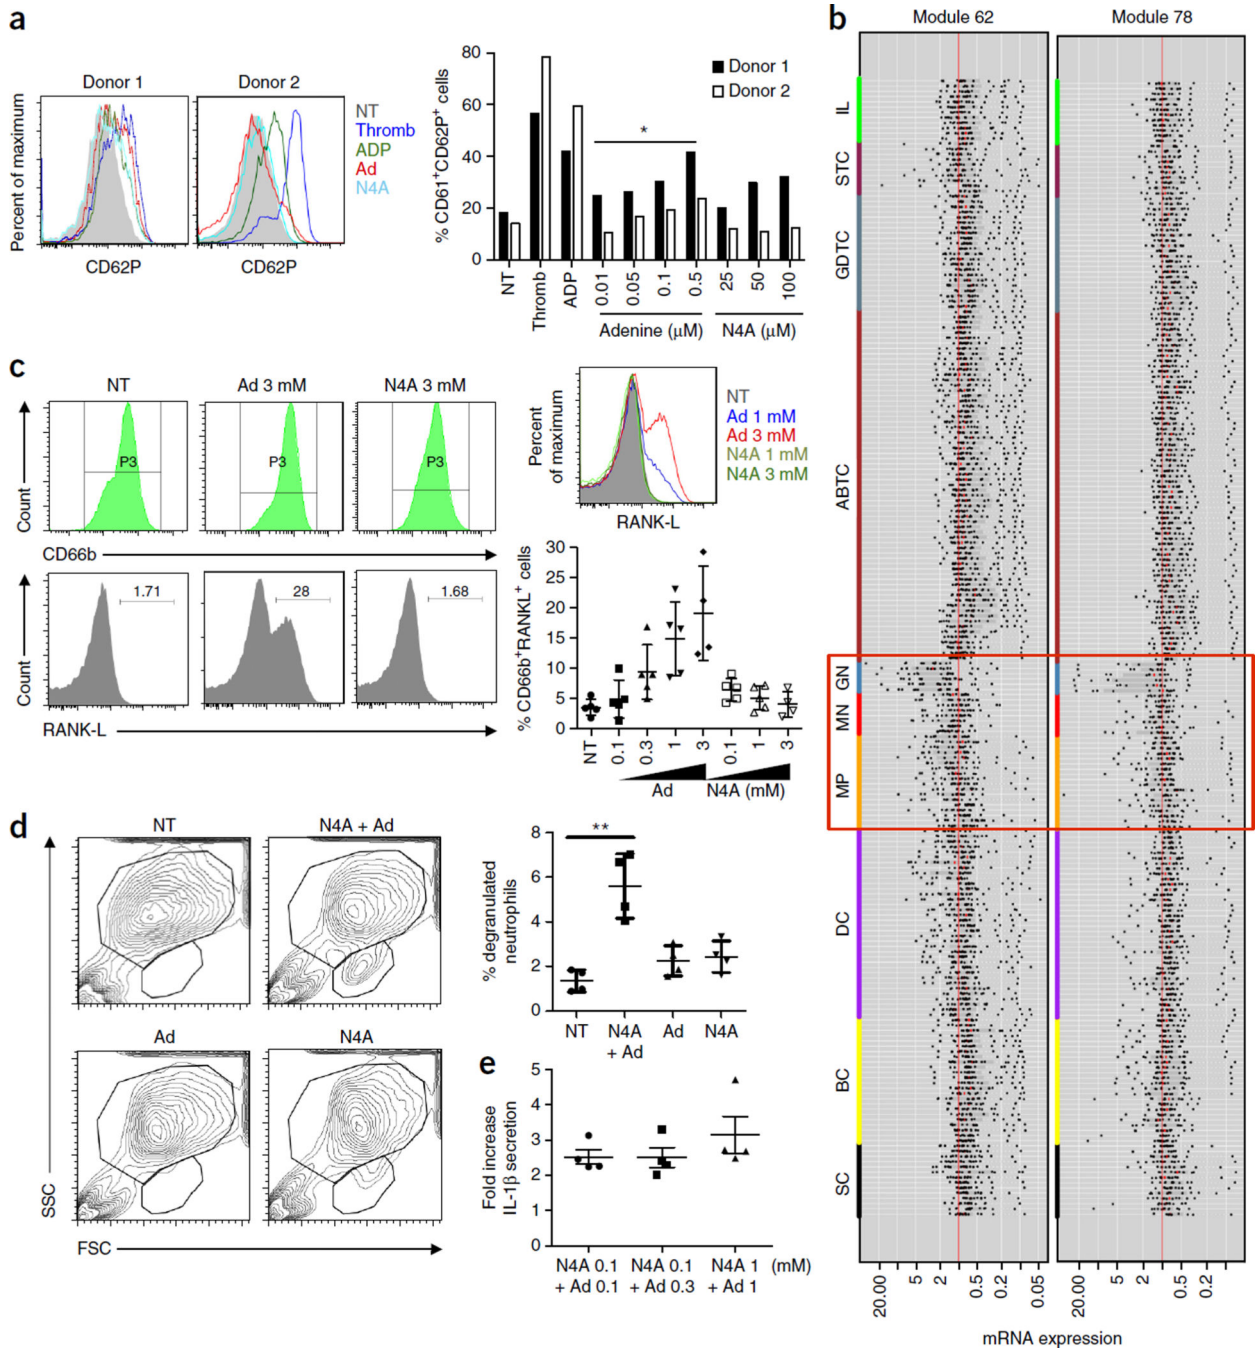 a
Donor 1
Donor 2
Percent of maximum
CD62P
CD62P
NT
Thromb
ADP
Ad
N4A
% CD61+CD62P+ cells
80
60
40
20
0
Donor 1
Donor 2
*
NT
Thromb
ADP
0.01
0.05
0.1
0.5
25
50
100
Adenine (μM)
N4A (μM)
b
Module 62
Module 78
IL
STC
GDTC
ABTC
GN
MN
MP
DC
BC
SC
20.00
5
2
0.5
0.2
0.05
20.00
5
2
0.5
0.2
mRNA expression
c
NT
Ad 3 mM
N4A 3 mM
Count
P3
P3
P3
CD66b
Count
1.71
28
1.68
RANK-L
Percent
of maximum
RANK-L
NT
Ad 1 mM
Ad 3 mM
N4A 1 mM
N4A 3 mM
% CD66b+RANKL+ cells
30
25
20
15
10
5
0
NT
0.1
0.3
1
3
0.1
1
3
Ad
N4A (mM)
d
NT
N4A + Ad
Ad
N4A
SSC
FSC
% degranulated
neutrophils
8
6
4
2
0
**
NT
N4A
+ Ad
Ad
N4A
e
Fold increase
IL-1β secretion
5
4
3
2
1
0
N4A 0.1
+ Ad 0.1
N4A 0.1
+ Ad 0.3
N4A 1
+ Ad 1
(mM)